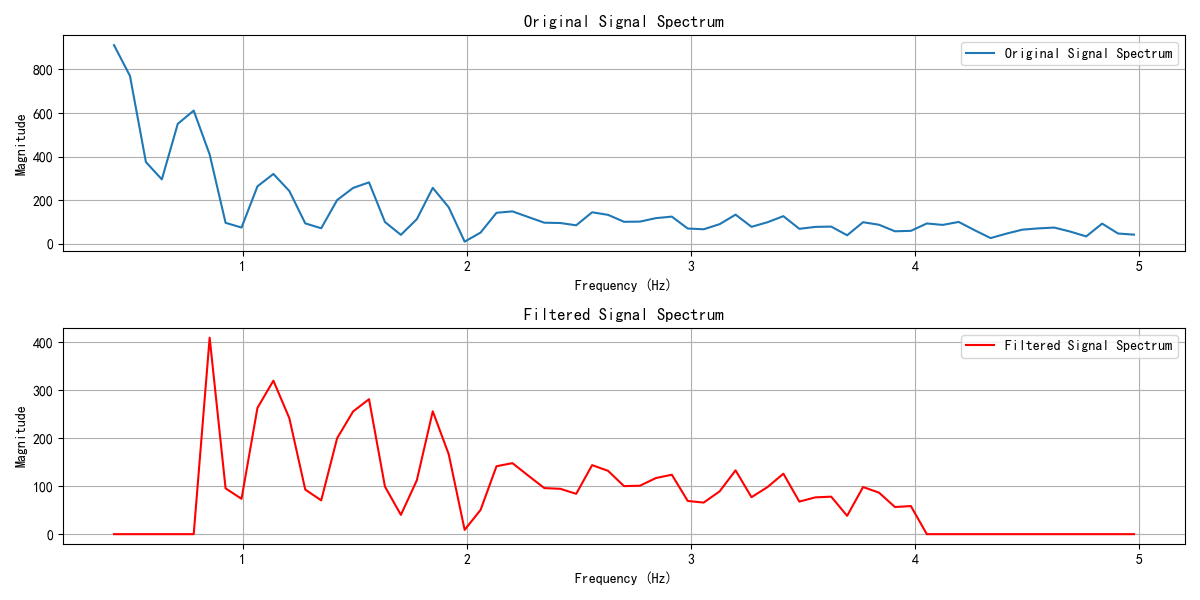 Original Signal Spectrum
Original Signal Spectrum
Magnitude
800
600
400
200
0
1 2 3 4 5
Frequency (Hz)
Filtered Signal Spectrum
Filtered Signal Spectrum
Magnitude
400
300
200
100
0
1 2 3 4 5
Frequency (Hz)